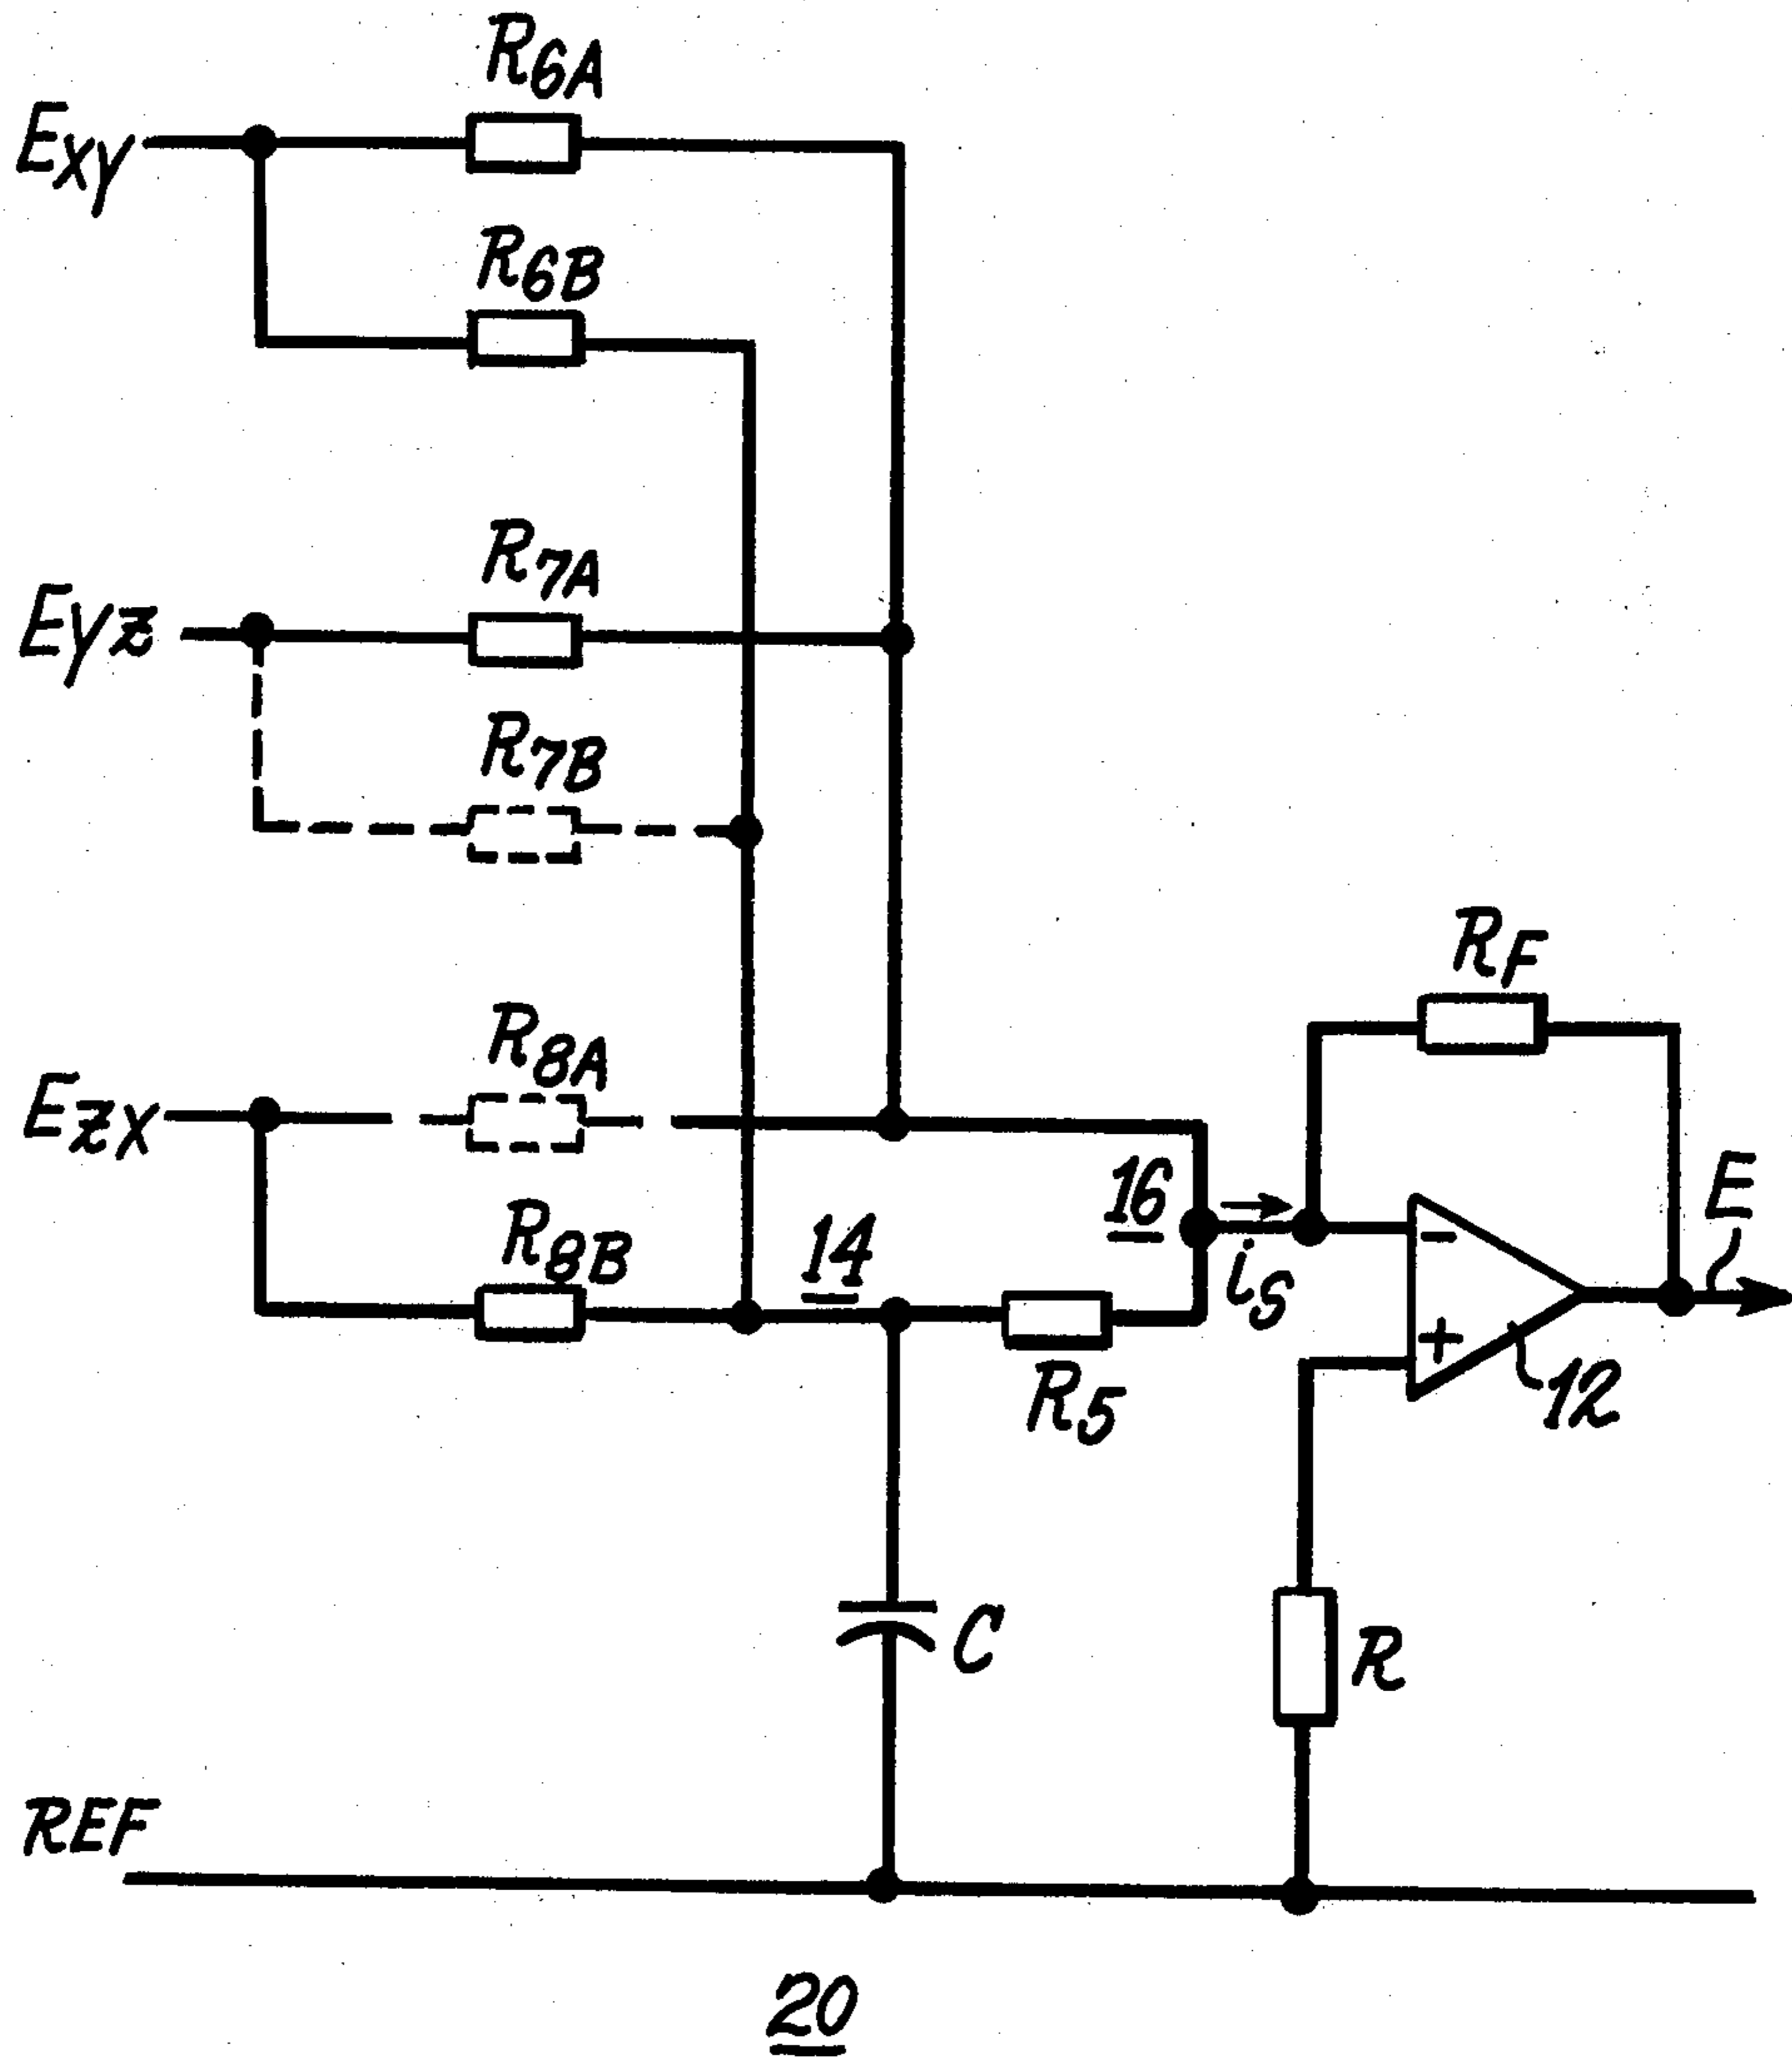 R6A
Exy
R6B
R7A
Eyz
R7B
RF
R8A
EZX
16
E
R8B
14
iS
-
+
12
R5
C
R
REF
20